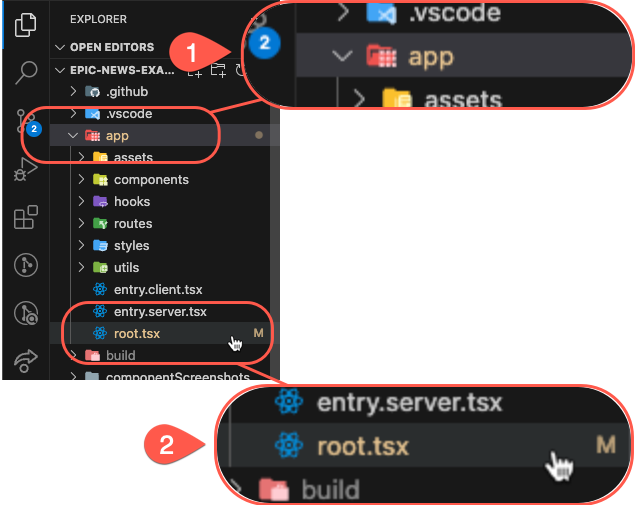 EXPLORER
OPEN EDITORS
EPIC-NEWS-EXA...
.github
.vscode
2
app
assets
components
hooks
routes
styles
utils
entry.client.tsx
entry.server.tsx
root.tsx M
build
componentScreenshots
1
2
.vscode
app
assets
2
entry.server.tsx
root.tsx M
build